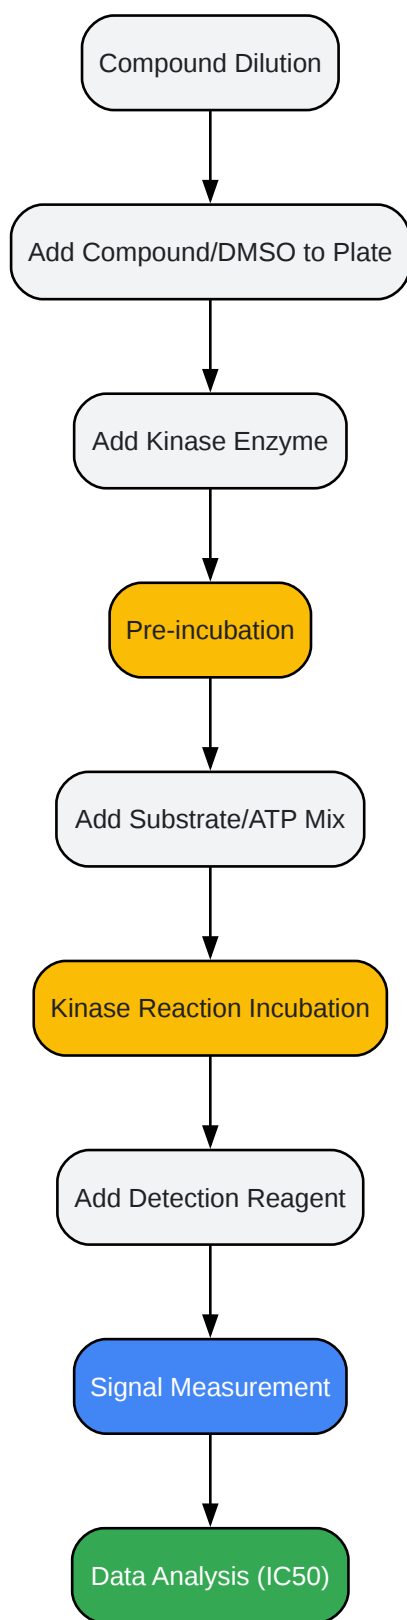 Compound Dilution
Add Compound/DMSO to Plate
Add Kinase Enzyme
Pre-incubation
Add Substrate/ATP Mix
Kinase Reaction Incubation
Add Detection Reagent
Signal Measurement
Data Analysis (IC50)